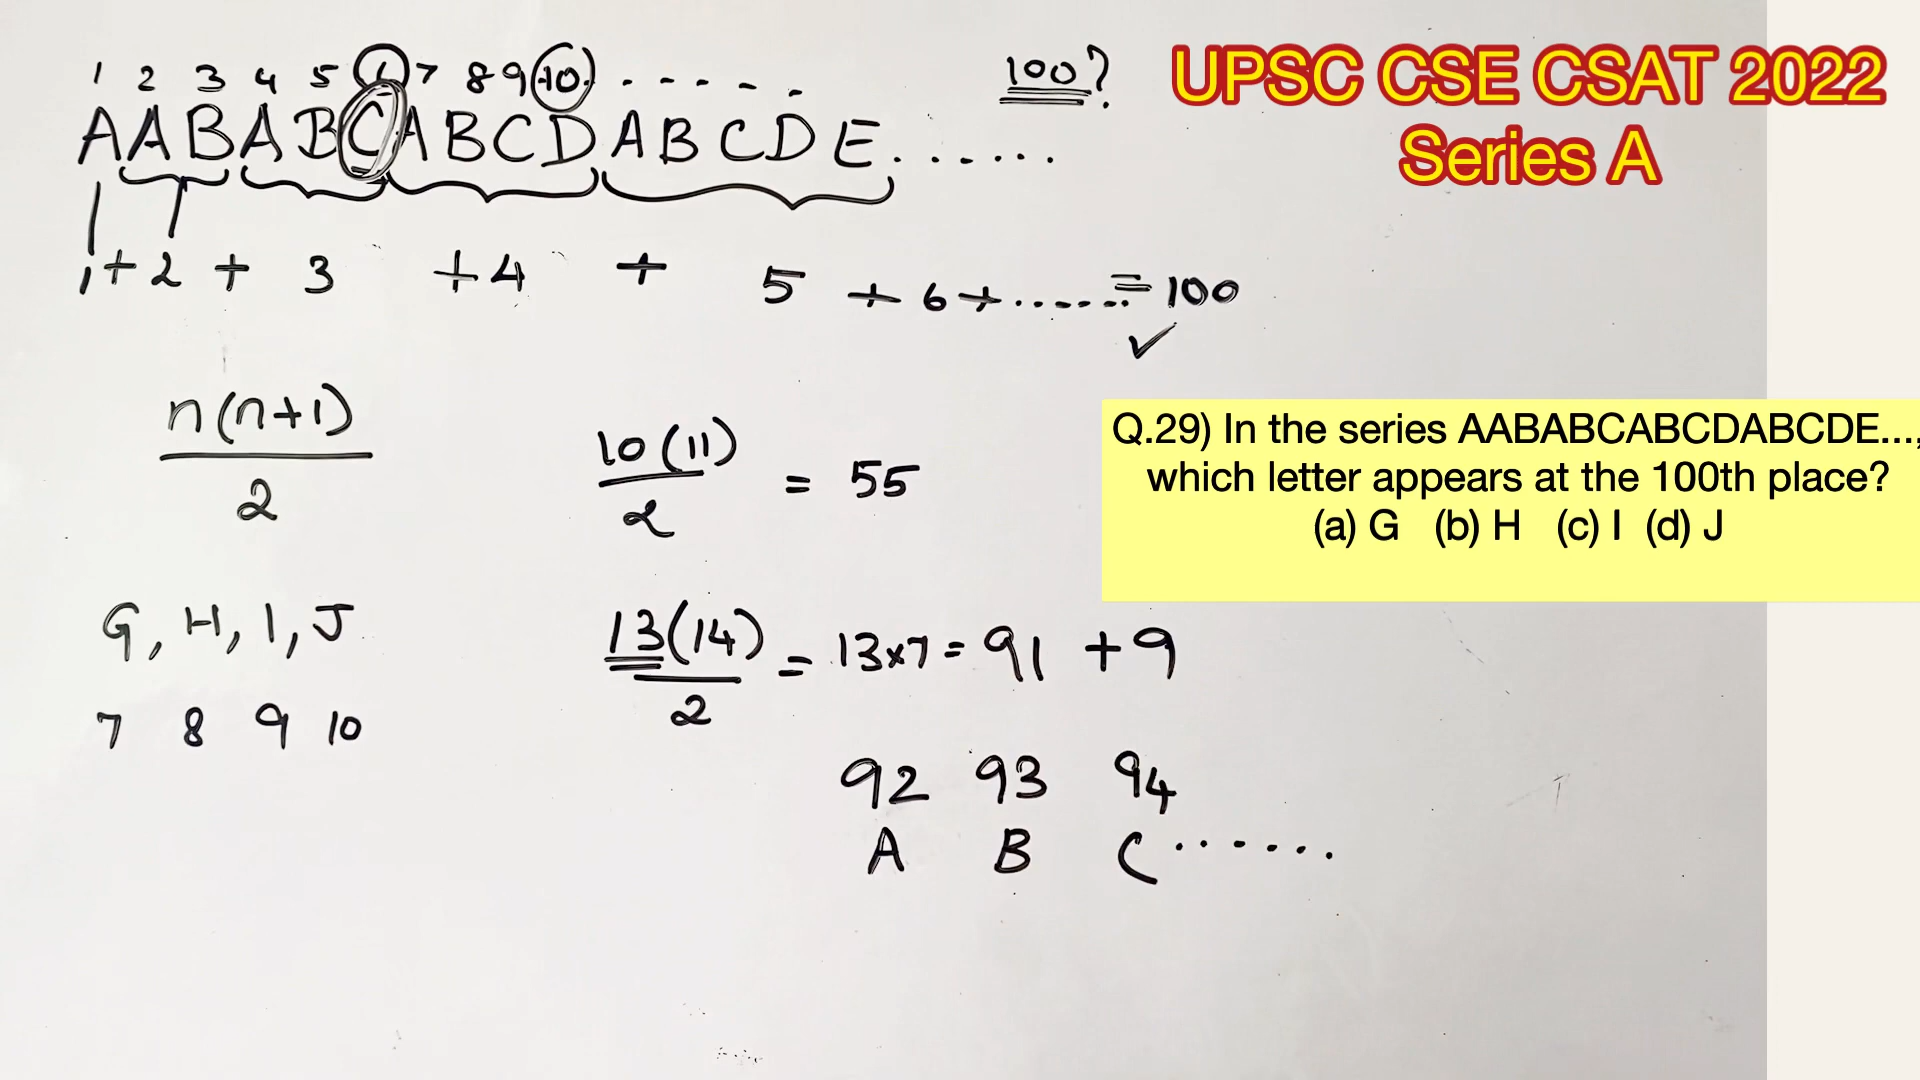 UPSC CSE CSAT 2022
Series A
1 2 3 4 5 6 7 8 9 10 . - - - - -
100?
AABABCABCDABCDE.......
1 + 2 + 3 + 4 + 5 + 6 + ...... = 100
✓
n(n+1)
2
10(11)
2
= 55
Q.29) In the series AABABCABCDABCDE...,
which letter appears at the 100th place?
(a) G (b) H (c) I (d) J
G, H, I, J
7 8 9 10
13(14)
2
= 13x7 = 91 + 9
92 93 94
A B C .......